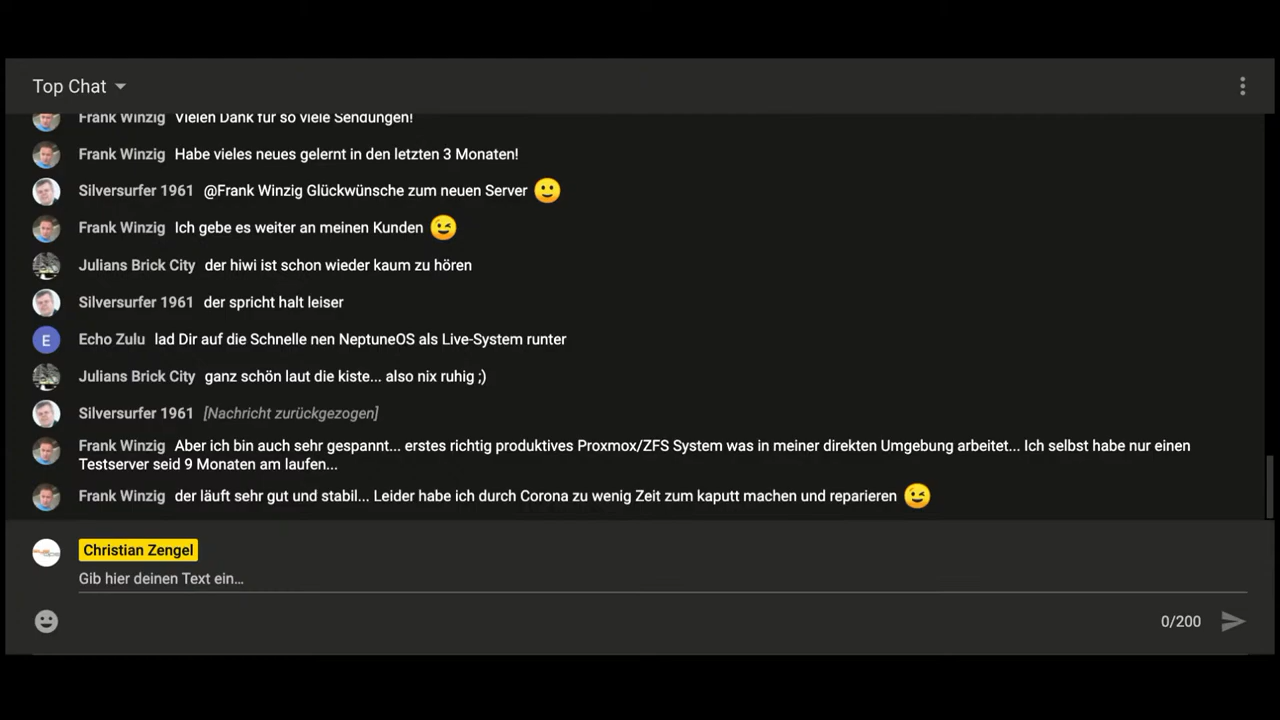 Top Chat
Frank Winzig Vielen Dank für so viele Sendungen!
Frank Winzig Habe vieles neues gelernt in den letzten 3 Monaten!
Silversurfer 1961 @Frank Winzig Glückwünsche zum neuen Server 🙂
Frank Winzig Ich gebe es weiter an meinen Kunden 😉
Julians Brick City der hiwi ist schon wieder kaum zu hören
Silversurfer 1961 der spricht halt leiser
E Echo Zulu lad Dir auf die Schnelle nen NeptuneOS als Live-System runter
Julians Brick City ganz schön laut die kiste... also nix ruhig ;)
Silversurfer 1961 [Nachricht zurückgezogen]
Frank Winzig Aber ich bin auch sehr gespannt... erstes richtig produktives Proxmox/ZFS System was in meiner direkten Umgebung arbeitet... Ich selbst habe nur einen
Testserver seid 9 Monaten am laufen...
Frank Winzig der läuft sehr gut und stabil... Leider habe ich durch Corona zu wenig Zeit zum kaputt machen und reparieren 😉
Christian Zengel
Gib hier deinen Text ein...
0/200